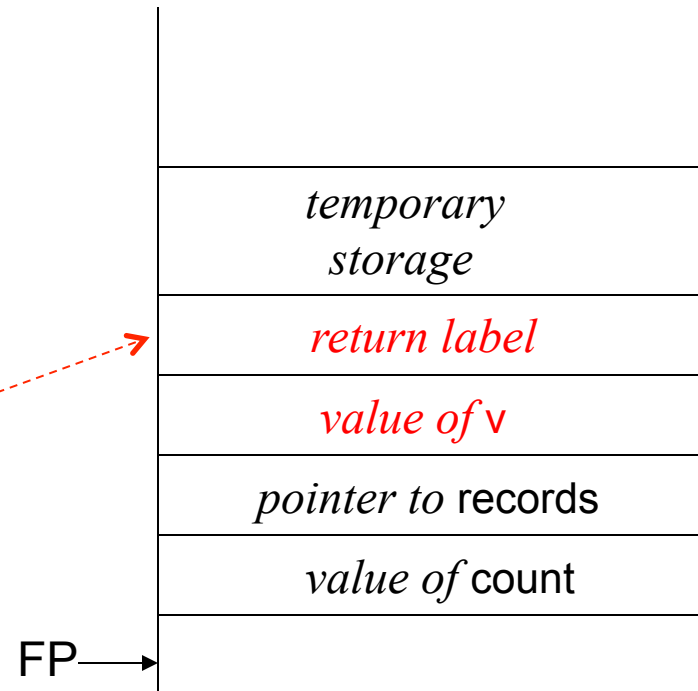 temporary
storage
return label
value of v
pointer to records
value of count
FP